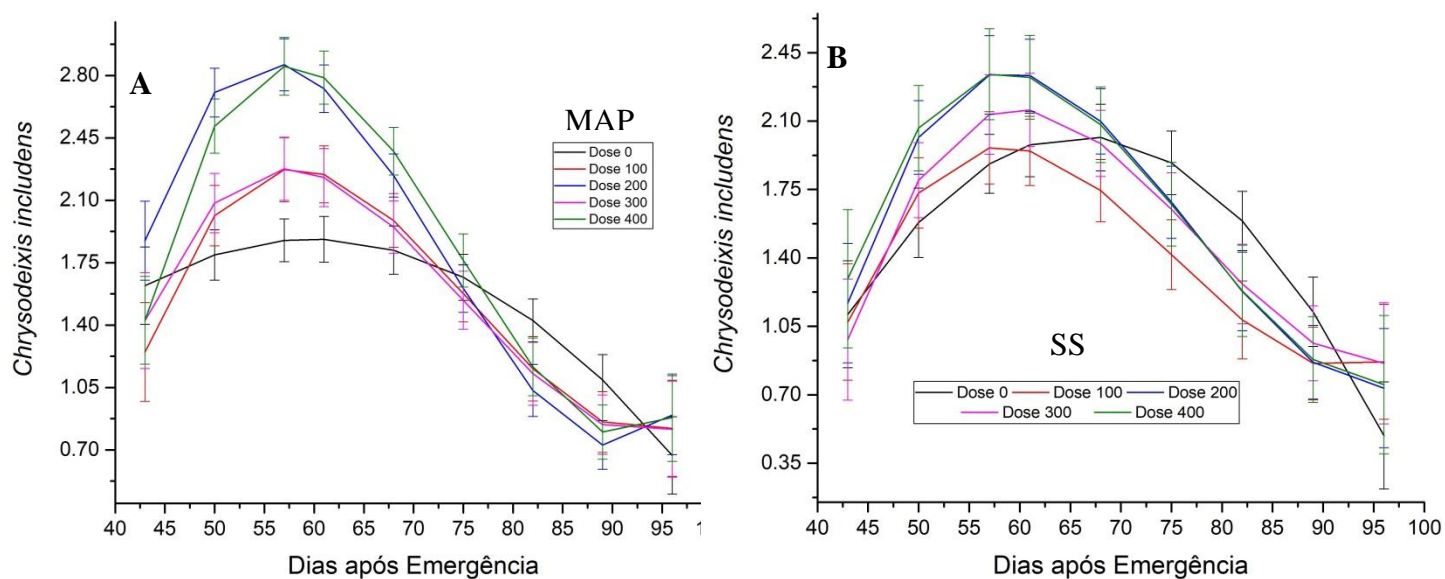 A
MAP
Dose 0
Dose 100
Dose 200
Dose 300
Dose 400
Chrysodeixis includens
2.80
2.45
2.10
1.75
1.40
1.05
0.70
40 45 50 55 60 65 70 75 80 85 90 95 1
Dias após Emergência
B
SS
Dose 0 Dose 100 Dose 200
Dose 300 Dose 400
Chrysodeixis includens
2.45
2.10
1.75
1.40
1.05
0.70
0.35
40 45 50 55 60 65 70 75 80 85 90 95 100
Dias após Emergência